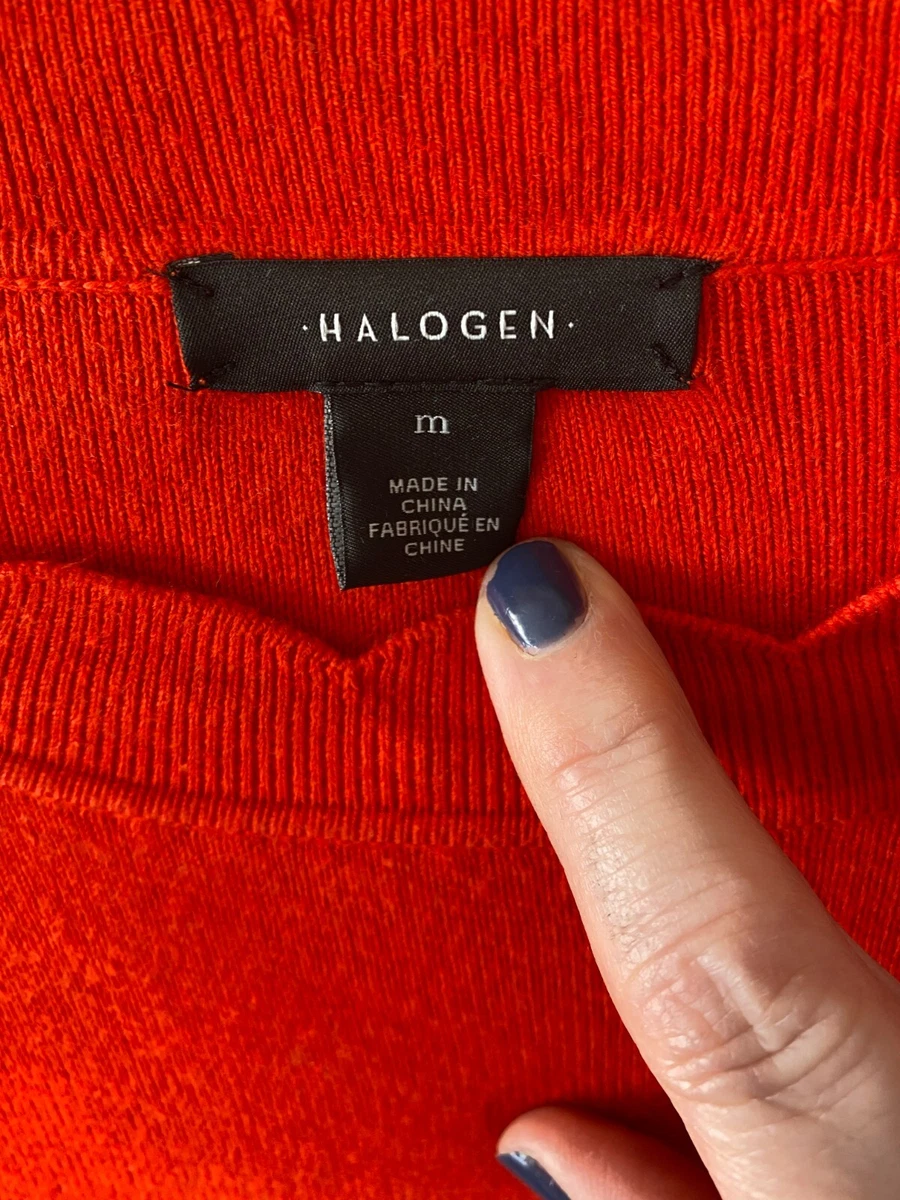 ·HALOGEN·
m
MADE IN
CHINA
FABRIQUÉ EN
CHINE